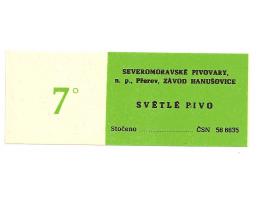 7°
SEVEROMORAVSKÉ PIVOVARY,
n. p., Přerov, ZÁVOD HANUŠOVICE
SVĚTLÉ PIVO
Stočeno .................... ČSN 56 6635